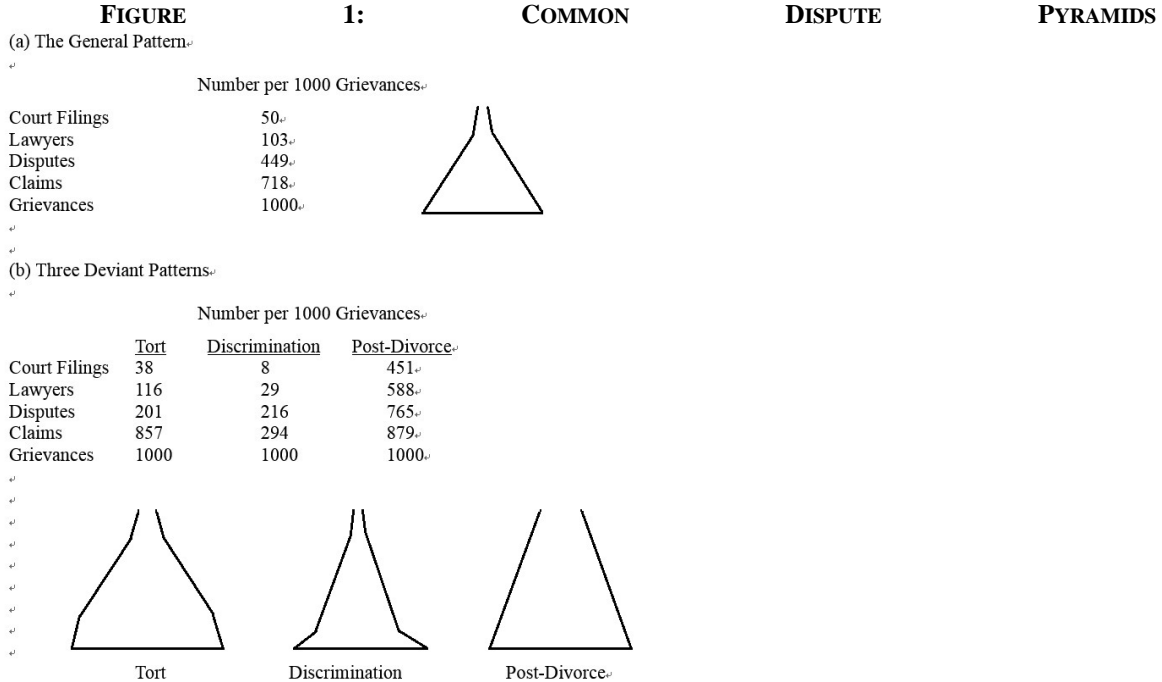 FIGURE 1: COMMON DISPUTE PYRAMIDS
(a) The General Pattern
Number per 1000 Grievances
Court Filings 50
Lawyers 103
Disputes 449
Claims 718
Grievances 1000
(b) Three Deviant Patterns
Number per 1000 Grievances
Tort Discrimination Post-Divorce
Court Filings 38 8 451
Lawyers 116 29 588
Disputes 201 216 765
Claims 857 294 879
Grievances 1000 1000 1000
Tort Discrimination Post-Divorce